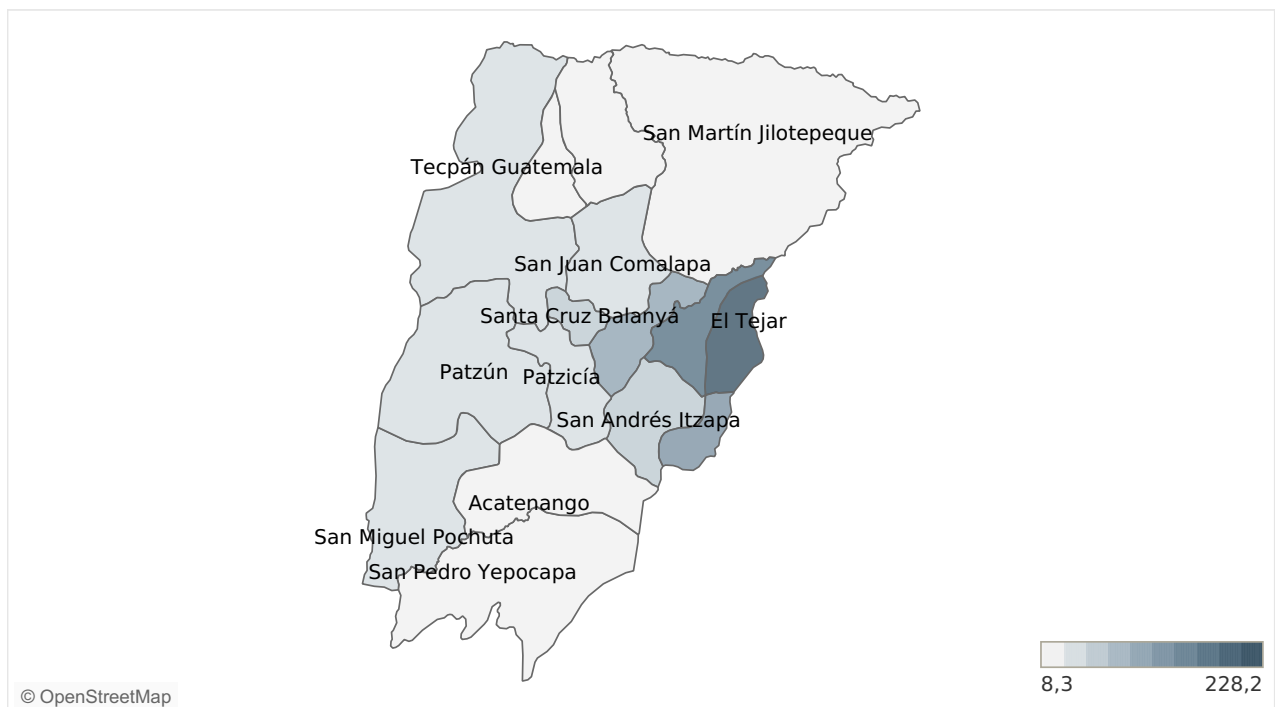 San Martín Jilotepeque
Tecpán Guatemala
San Juan Comalapa
Santa Cruz Balanyá
El Tejar
Patzún
Patzicía
San Andrés Itzapa
Acatenango
San Miguel Pochuta
San Pedro Yepocapa
8,3
228,2
© OpenStreetMap